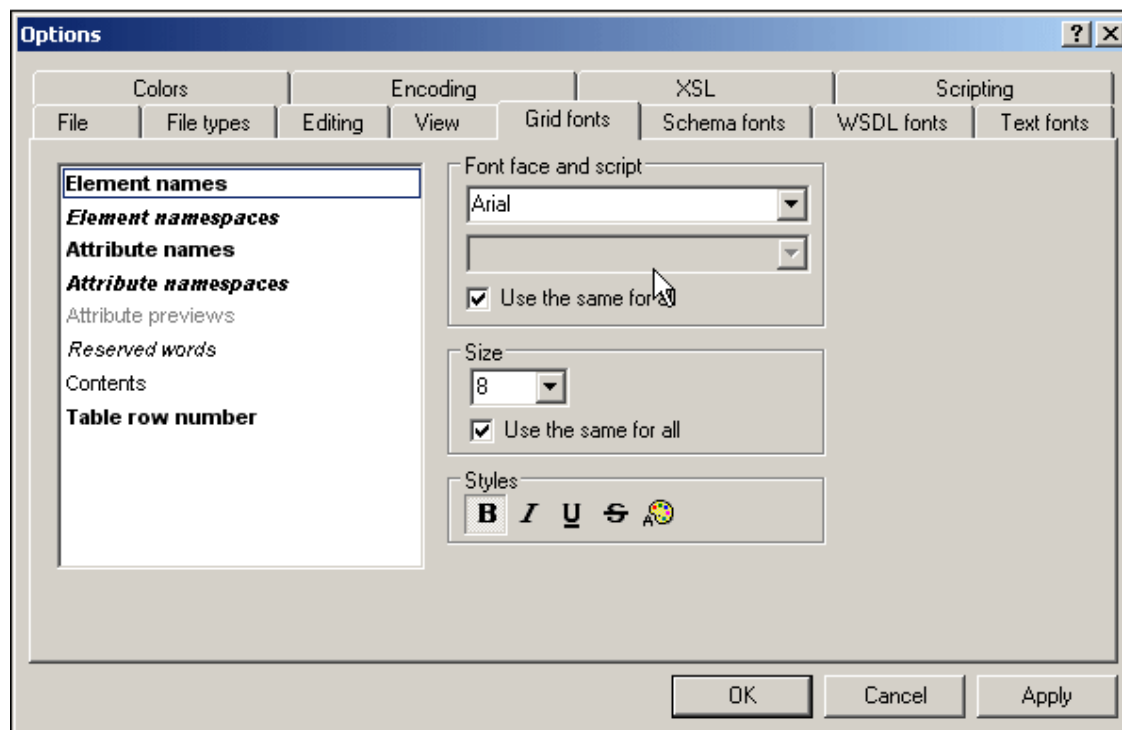 Options
Colors Encoding XSL Scripting
File File types Editing View Grid fonts Schema fonts WSDL fonts Text fonts
Element names
Element namespaces
Attribute names
Attribute namespaces
Attribute previews
Reserved words
Contents
Table row number
Font face and script
Arial
Use the same for all
Size
8
Use the same for all
Styles
B I U S A
OK Cancel Apply